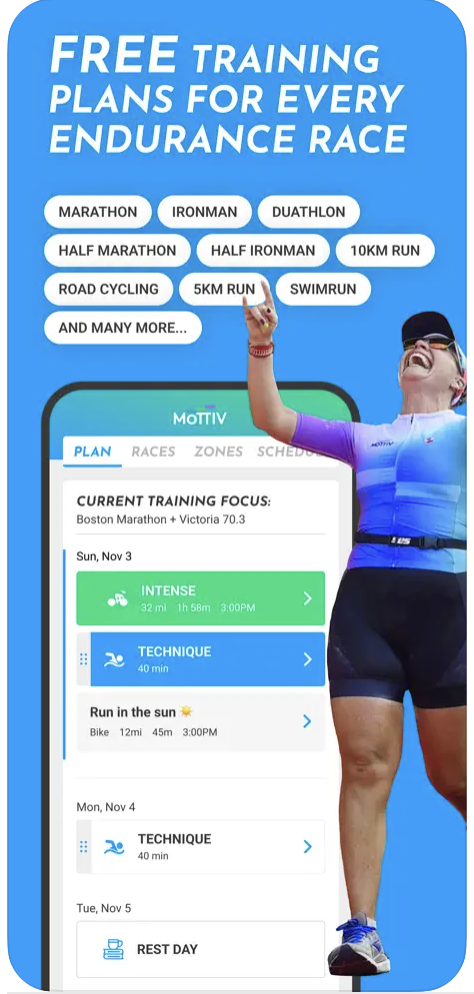 FREE TRAINING
PLANS FOR EVERY
ENDURANCE RACE
MARATHON IRONMAN DUATHLON
HALF MARATHON HALF IRONMAN 10KM RUN
ROAD CYCLING 5KM RUN SWIMRUN
AND MANY MORE...
MOTTIV
PLAN RACES ZONES SCHEDU
MOTTIV
CURRENT TRAINING FOCUS:
Boston Marathon + Victoria 70.3
Sun, Nov 3
INTENSE
32 mi 1h 58m 3:00PM
TECHNIQUE
40 min
Run in the sun ☀️
Bike 12mi 45m 3:00PM
Mon, Nov 4
TECHNIQUE
40 min
Tue, Nov 5
REST DAY